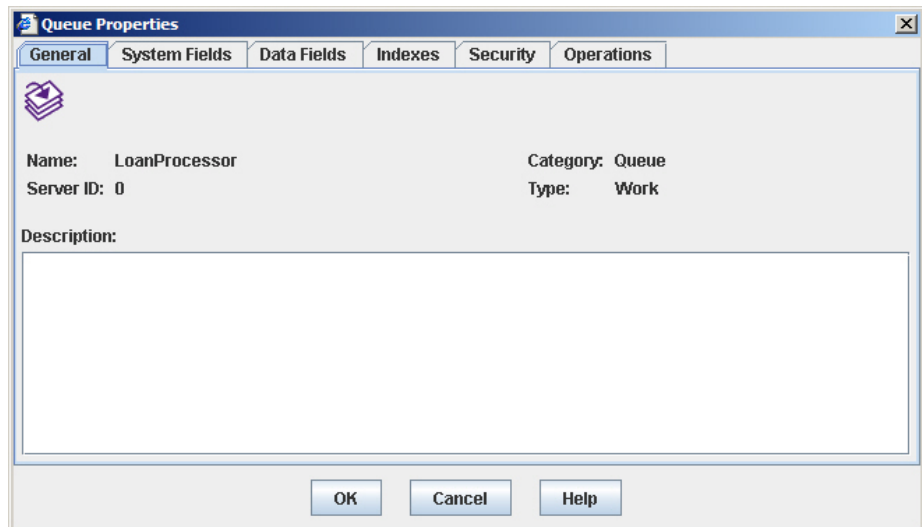 Queue Properties
General System Fields Data Fields Indexes Security Operations
Name: LoanProcessor Category: Queue
Server ID: 0 Type: Work
Description:
OK Cancel Help